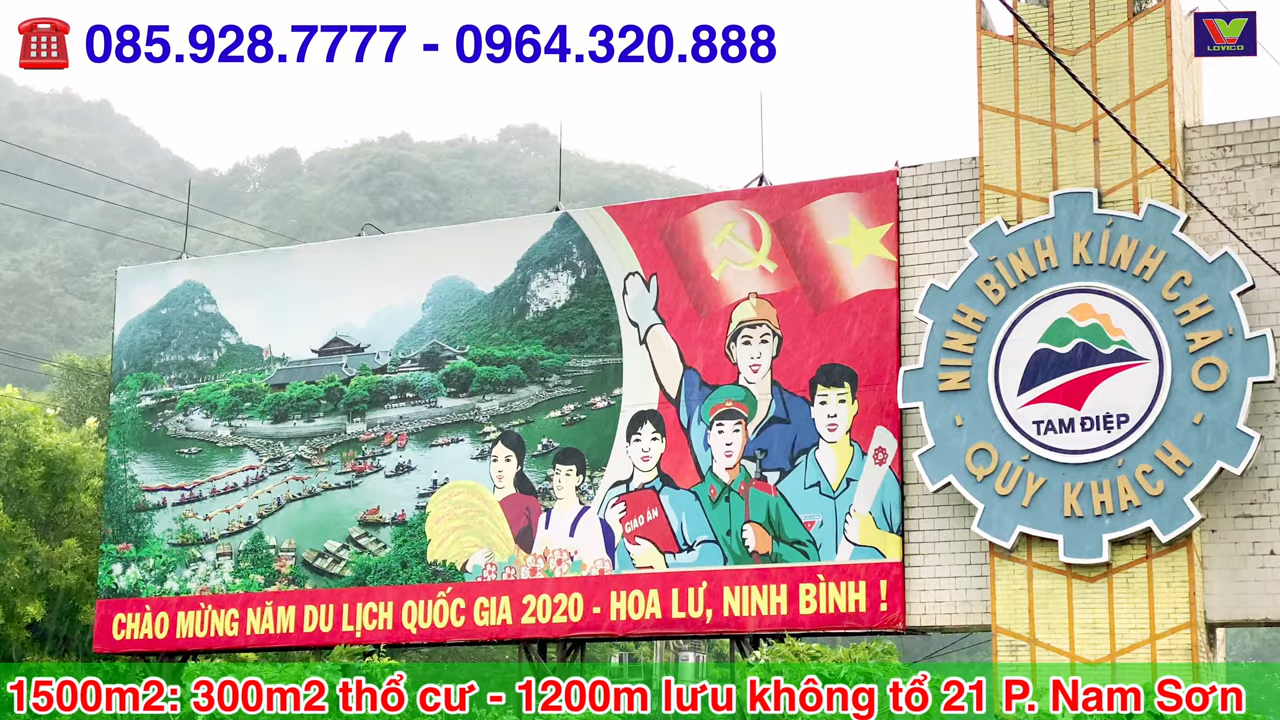 085.928.7777 - 0964.320.888
LOVICO
NINH BÌNH KÍNH CHÀO
TAM ĐIỆP
- QUÝ KHÁCH -
GIÁO ÁN
CHÀO MỪNG NĂM DU LỊCH QUỐC GIA 2020 - HOA LƯ, NINH BÌNH !
1500m2: 300m2 thổ cư - 1200m lưu không tổ 21 P. Nam Sơn